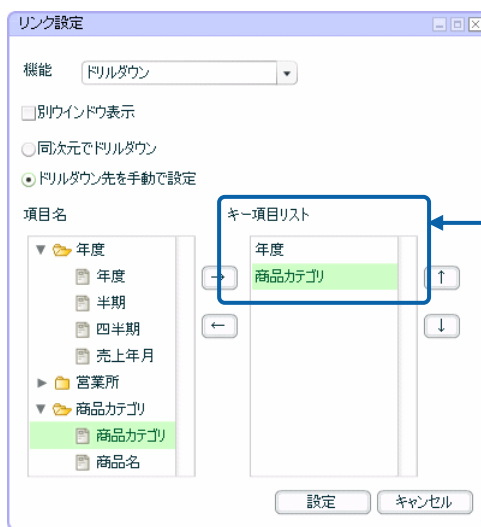 リンク設定
機能 ドリルダウン
別ウインドウ表示
同次元でドリルダウン
ドリルダウン先を手動で設定
項目名 キー項目リスト
年度 年度
年度 → 商品カテゴリ ↑
半期
四半期 ← ↓
売上年月
営業所
商品カテゴリ
商品カテゴリ
商品名
設定 キャンセル